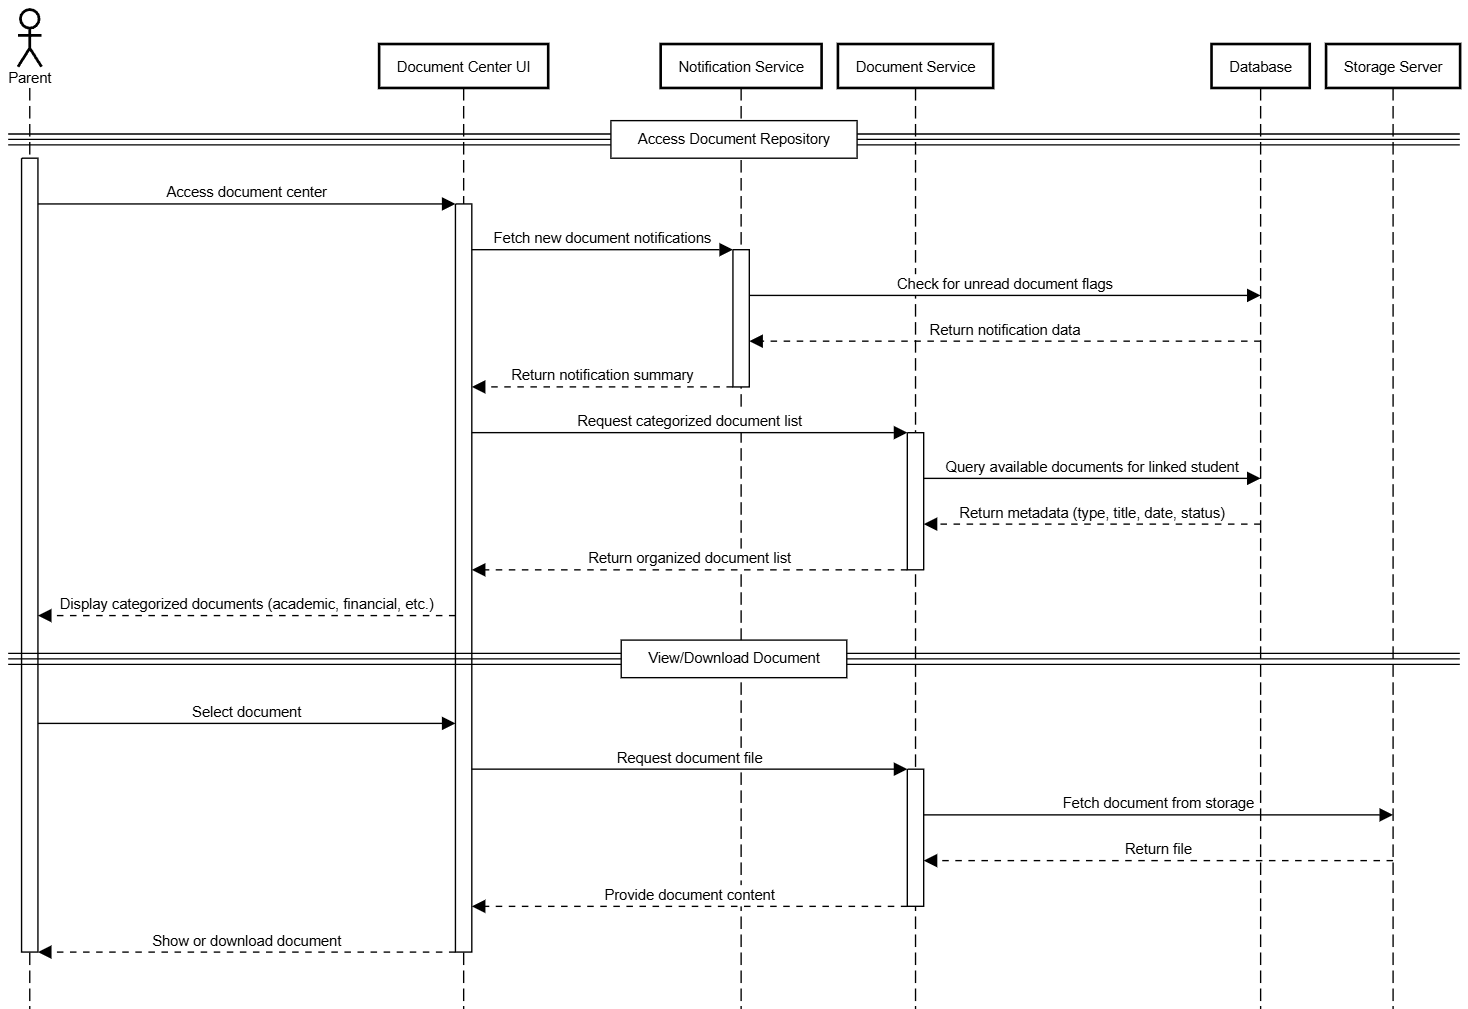 Parent
Document Center UI
Notification Service
Document Service
Database
Storage Server
Access Document Repository
Access document center
Fetch new document notifications
Check for unread document flags
Return notification data
Return notification summary
Request categorized document list
Query available documents for linked student
Return metadata (type, title, date, status)
Return organized document list
Display categorized documents (academic, financial, etc.)
View/Download Document
Select document
Request document file
Fetch document from storage
Return file
Provide document content
Show or download document